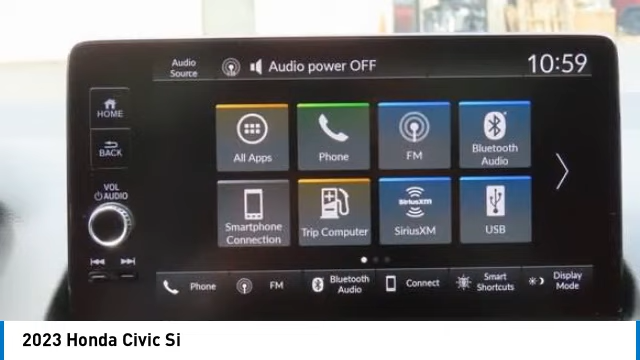 Audio
Source
Audio power OFF
10:59
HOME
BACK
VOL
AUDIO
All Apps
Phone
FM
Bluetooth
Audio
Smartphone
Connection
Trip Computer
SiriusXM
SiriusXM
USB
Phone
FM
Bluetooth
Audio
Connect
Smart
Shortcuts
Display
Mode
2023 Honda Civic Si